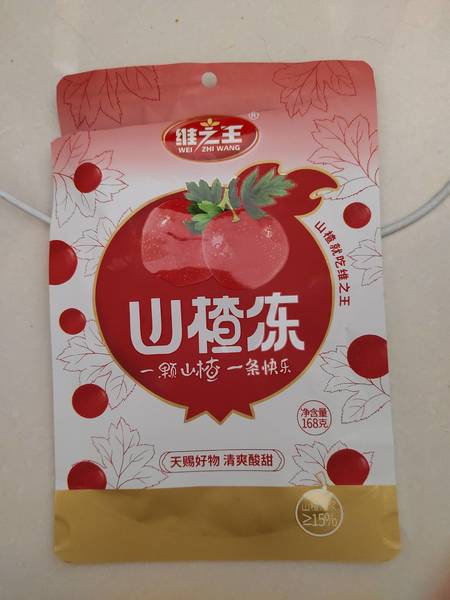 维之王®
WEI ZHI WANG
山楂就吃维之王
山楂冻
一颗山楂 一条快乐
净含量
168克
天赐好物 清爽酸甜
山楂
≥15%